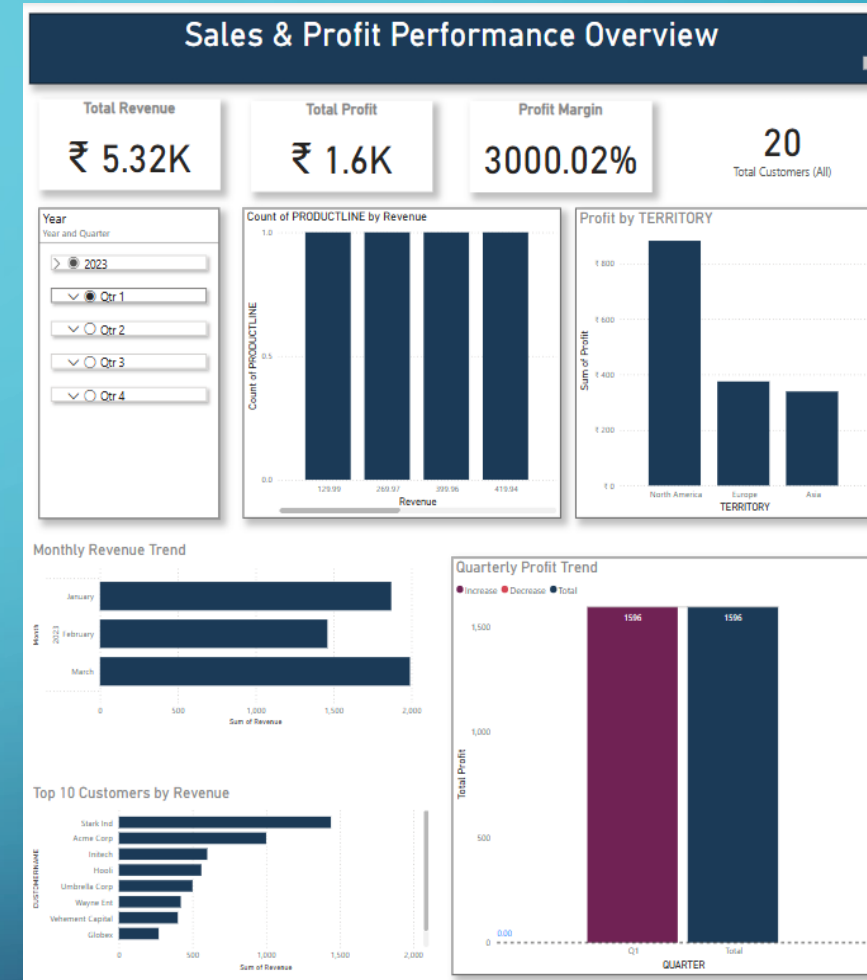 Sales & Profit Performance Overview
Total Revenue
₹ 5.32K
Total Profit
₹ 1.6K
Profit Margin
3000.02%
20
Total Customers (All)
Year
Year and Quarter
2023
Qtr 1
Qtr 2
Qtr 3
Qtr 4
Count of PRODUCTLINE by Revenue
Count of PRODUCTLINE
1.0
0.5
0.0
129.99 269.97 399.96 419.94
Revenue
Profit by TERRITORY
Sum of Profit
₹ 800
₹ 600
₹ 400
₹ 200
₹ 0
North America Europe Asia
TERRITORY
Monthly Revenue Trend
Month
2023
January
February
March
0 500 1,000 1,500 2,000
Sum of Revenue
Quarterly Profit Trend
Increase Decrease Total
Total Profit
1,500
1,000
500
0
1596 1596
0.00
Q1 Total
QUARTER
Top 10 Customers by Revenue
CUSTOMERNAME
Stark Ind
Acme Corp
Initech
Hooli
Umbrella Corp
Wayne Ent
Vehement Capital
Globex
0 500 1,000 1,500 2,000
Sum of Revenue